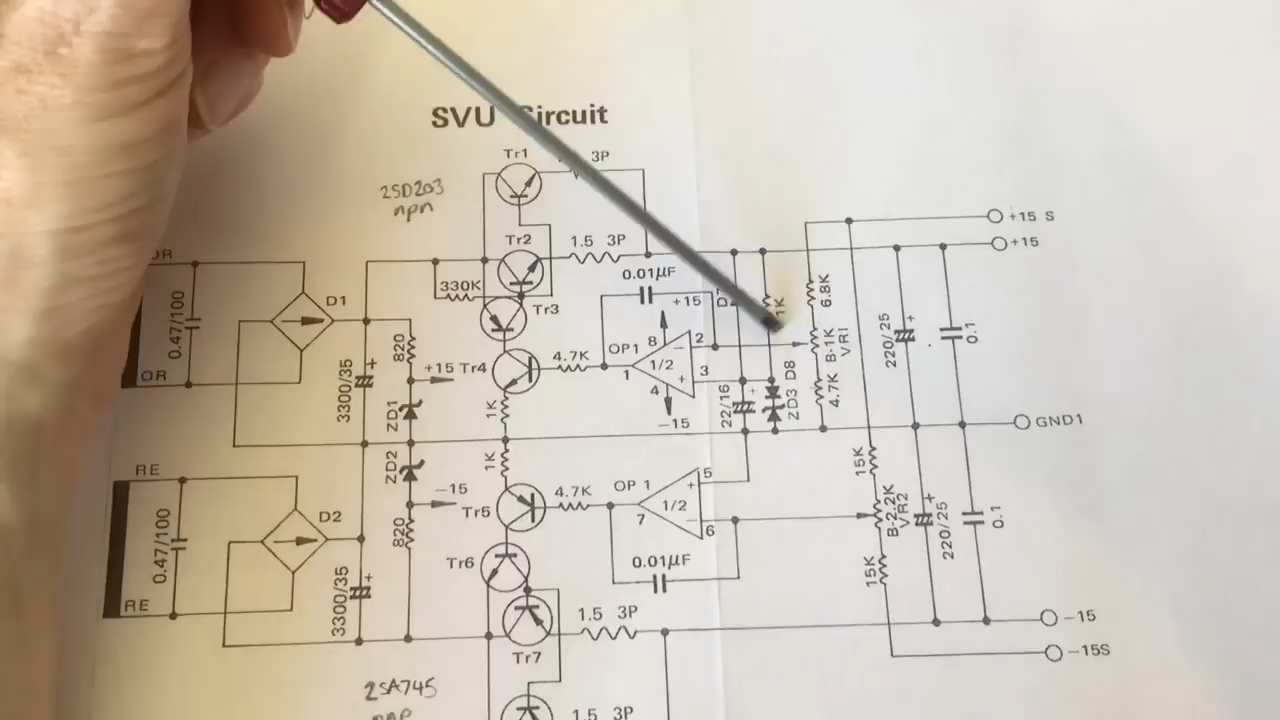 SVU Circuit
Tr1
3P
2SD203
npn
Tr2
1.5 3P
OR
0.47/100
D1
330K
Tr3
0.01µF
+15
1K
6.8K
+15 S
+15
820
+15
Tr4
4.7K
OP1
1/2
8
2
3
1
4
-15
B-1K
VR1
4.7K
220/25
0.1
3300/35
ZD1
1K
22/16
ZD3 D8
OR
GND1
RE
0.47/100
D2
ZD2
-15
820
1K
Tr5
4.7K
OP 1
1/2
5
7
6
15K
B-2.2K
VR2
15K
220/25
0.1
0.01µF
3300/35
Tr6
RE
1.5 3P
Tr7
-15
-15S
2SA745
pnp
1.5 3P